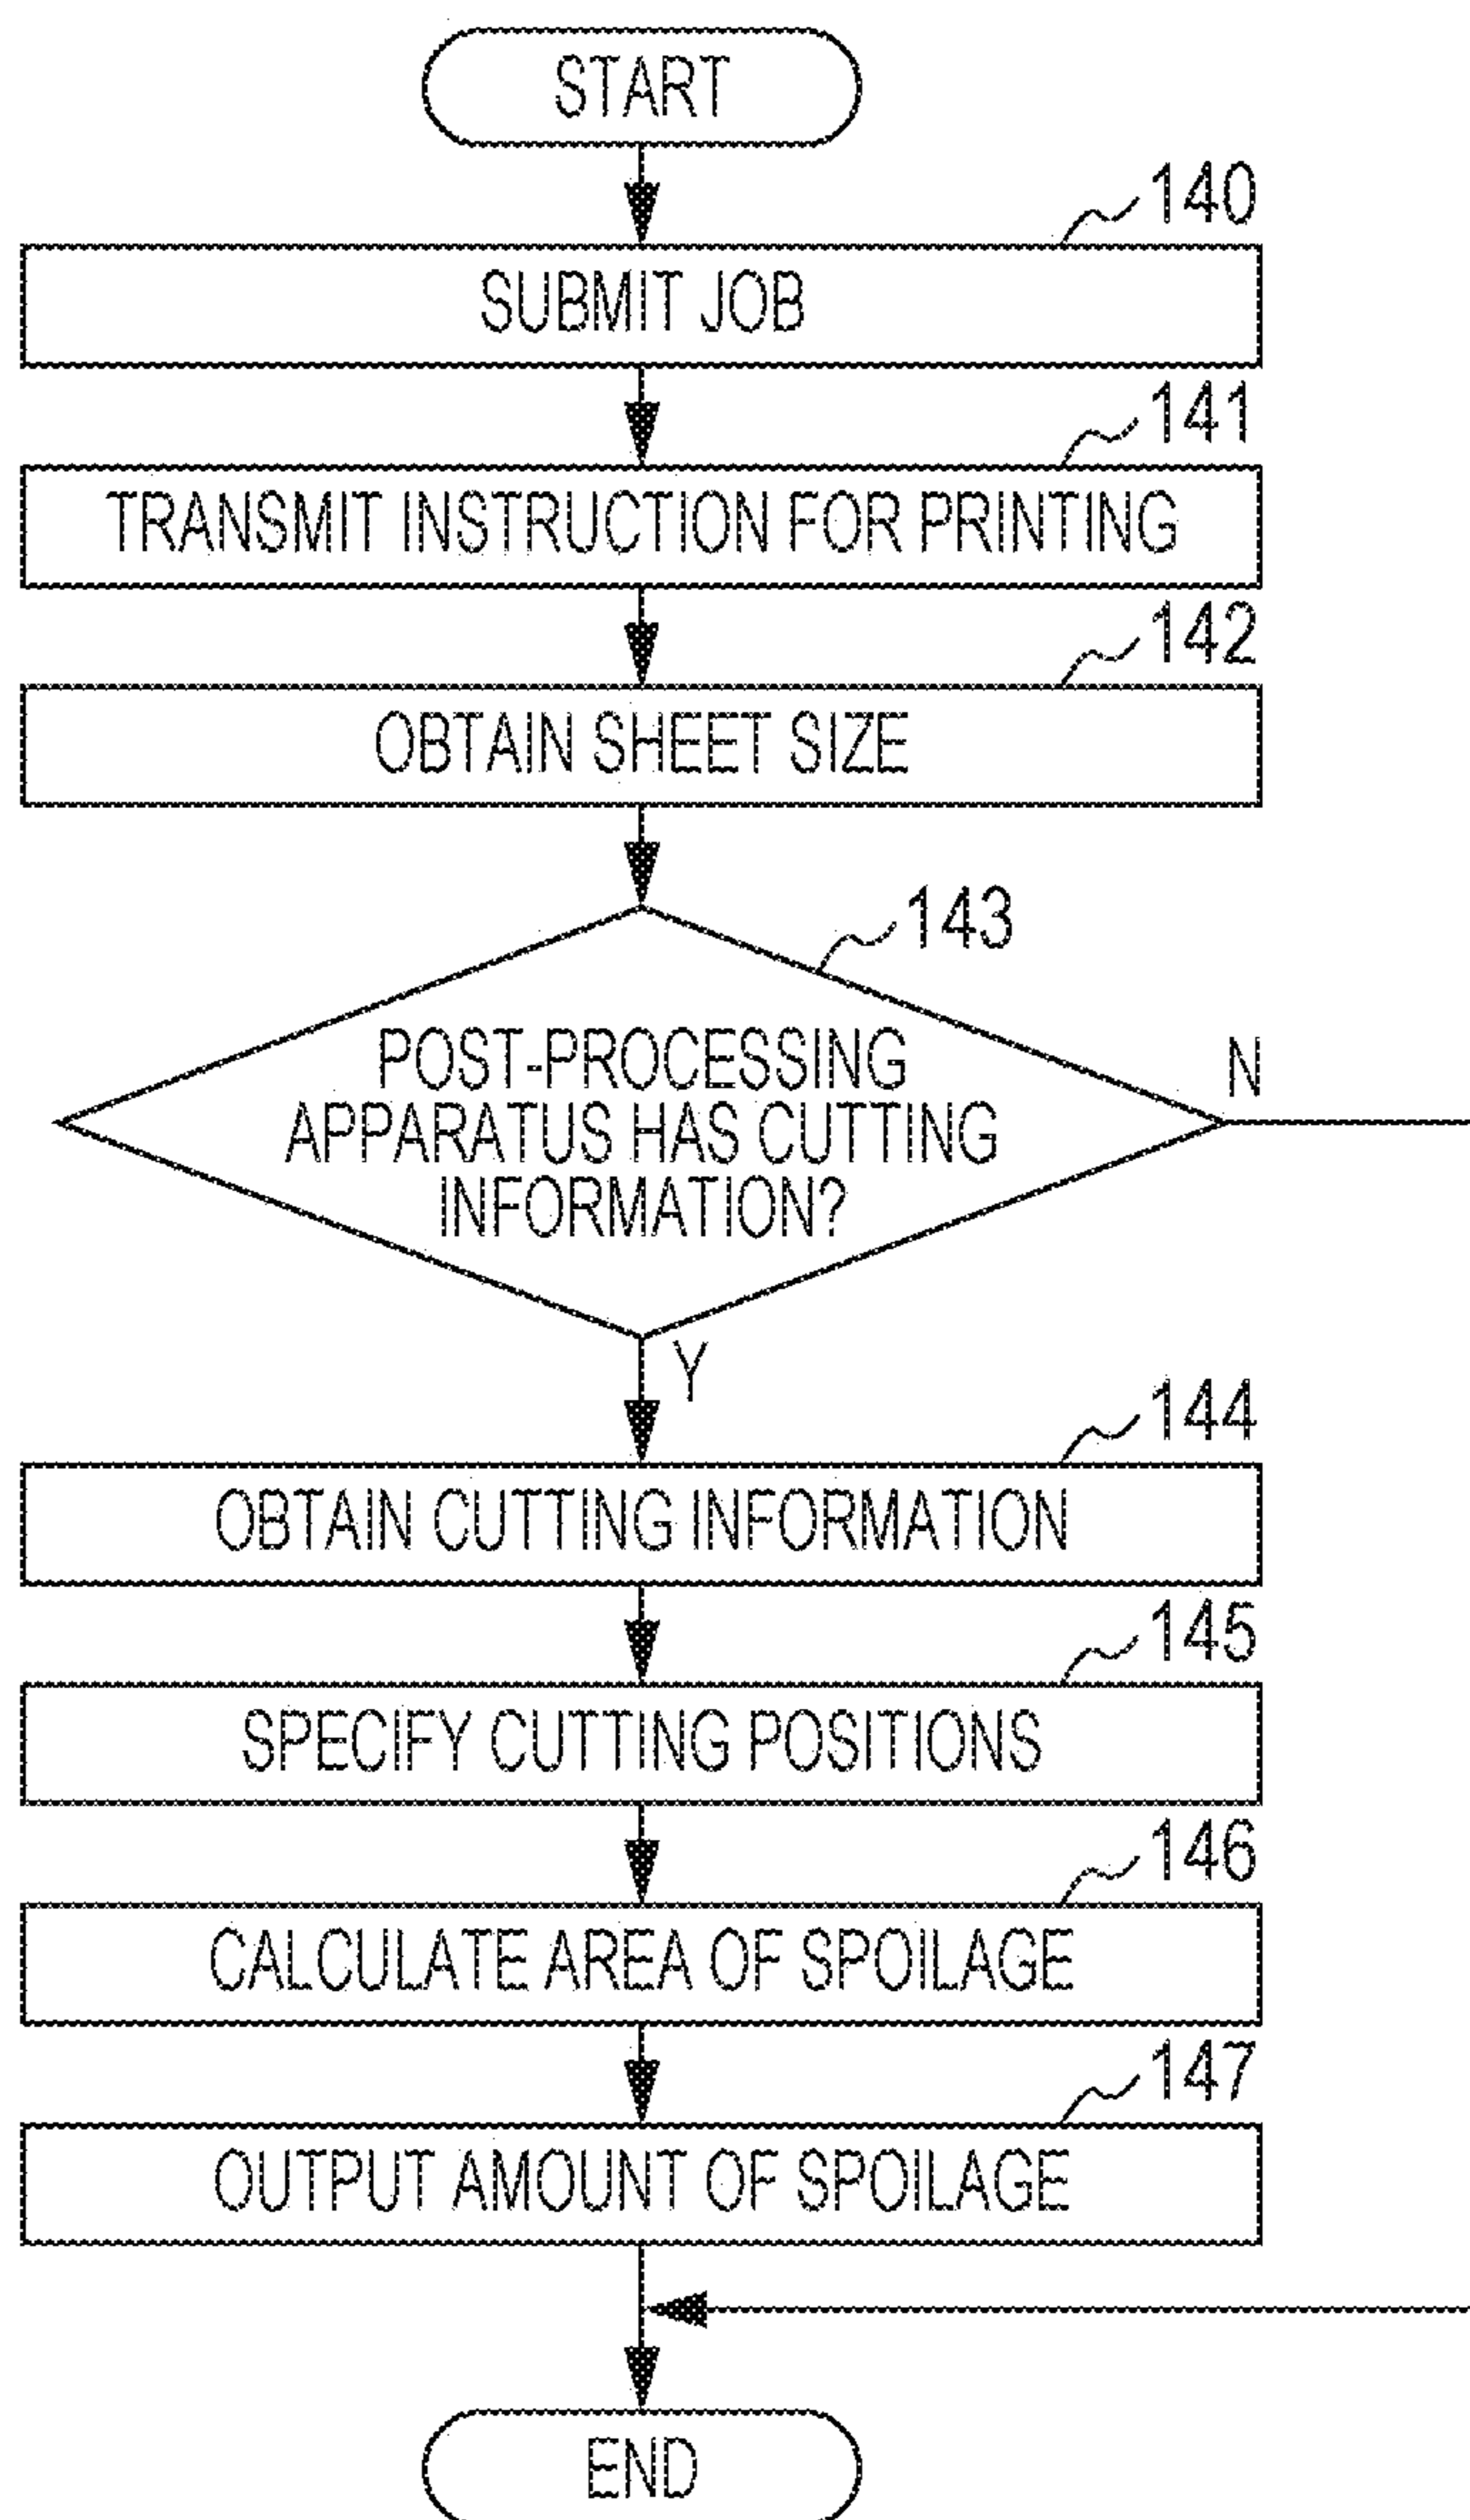 START
140
SUBMIT JOB
141
TRANSMIT INSTRUCTION FOR PRINTING
142
OBTAIN SHEET SIZE
143
POST-PROCESSING
APPARATUS HAS CUTTING
INFORMATION?
N
Y
144
OBTAIN CUTTING INFORMATION
145
SPECIFY CUTTING POSITIONS
146
CALCULATE AREA OF SPOILAGE
147
OUTPUT AMOUNT OF SPOILAGE
END